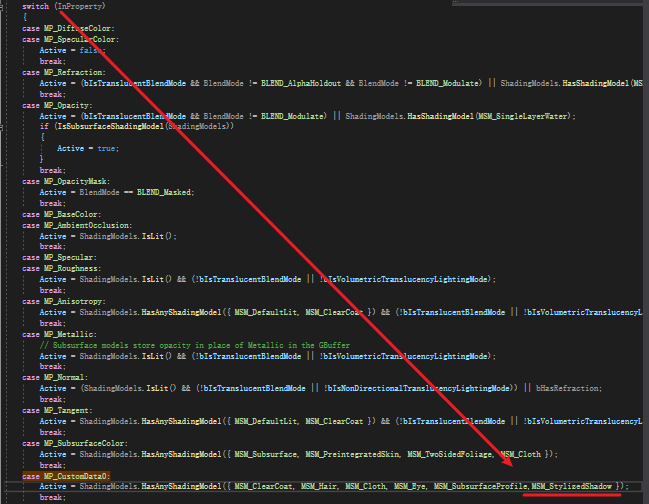 switch (InProperty)
{
case MP_DiffuseColor:
case MP_SpecularColor:
Active = false;
break;
case MP_Refraction:
Active = (bIsTranslucentBlendMode && BlendMode != BLEND_AlphaHoldout && BlendMode != BLEND_Modulate) || ShadingModels.HasShadingModel(MS
break;
case MP_Opacity:
Active = (bIsTranslucentBlendMode && BlendMode != BLEND_Modulate) || ShadingModels.HasShadingModel(MSM_SingleLayerWater);
if (IsSubsurfaceShadingModel(ShadingModels))
{
Active = true;
}
break;
case MP_OpacityMask:
Active = BlendMode == BLEND_Masked;
break;
case MP_BaseColor:
case MP_AmbientOcclusion:
Active = ShadingModels.IsLit();
break;
case MP_Specular:
case MP_Roughness:
Active = ShadingModels.IsLit() && (!bIsTranslucentBlendMode || !bIsVolumetricTranslucencyLightingMode);
break;
case MP_Anisotropy:
Active = ShadingModels.HasAnyShadingModel({ MSM_DefaultLit, MSM_ClearCoat }) && (!bIsTranslucentBlendMode || !bIsVolumetricTranslucencyL
break;
case MP_Metallic:
// Subsurface models store opacity in place of Metallic in the GBuffer
Active = ShadingModels.IsLit() && (!bIsTranslucentBlendMode || !bIsVolumetricTranslucencyLightingMode);
break;
case MP_Normal:
Active = (ShadingModels.IsLit() && (!bIsTranslucentBlendMode || !bIsNonDirectionalTranslucencyLightingMode)) || bHasRefraction;
break;
case MP_Tangent:
Active = ShadingModels.HasAnyShadingModel({ MSM_DefaultLit, MSM_ClearCoat }) && (!bIsTranslucentBlendMode || !bIsVolumetricTranslucencyL
break;
case MP_SubsurfaceColor:
Active = ShadingModels.HasAnyShadingModel({ MSM_Subsurface, MSM_PreintegratedSkin, MSM_TwoSidedFoliage, MSM_Cloth });
break;
case MP_CustomData0:
Active = ShadingModels.HasAnyShadingModel({ MSM_ClearCoat, MSM_Hair, MSM_Cloth, MSM_Eye, MSM_SubsurfaceProfile,MSM_StylizedShadow });
break;